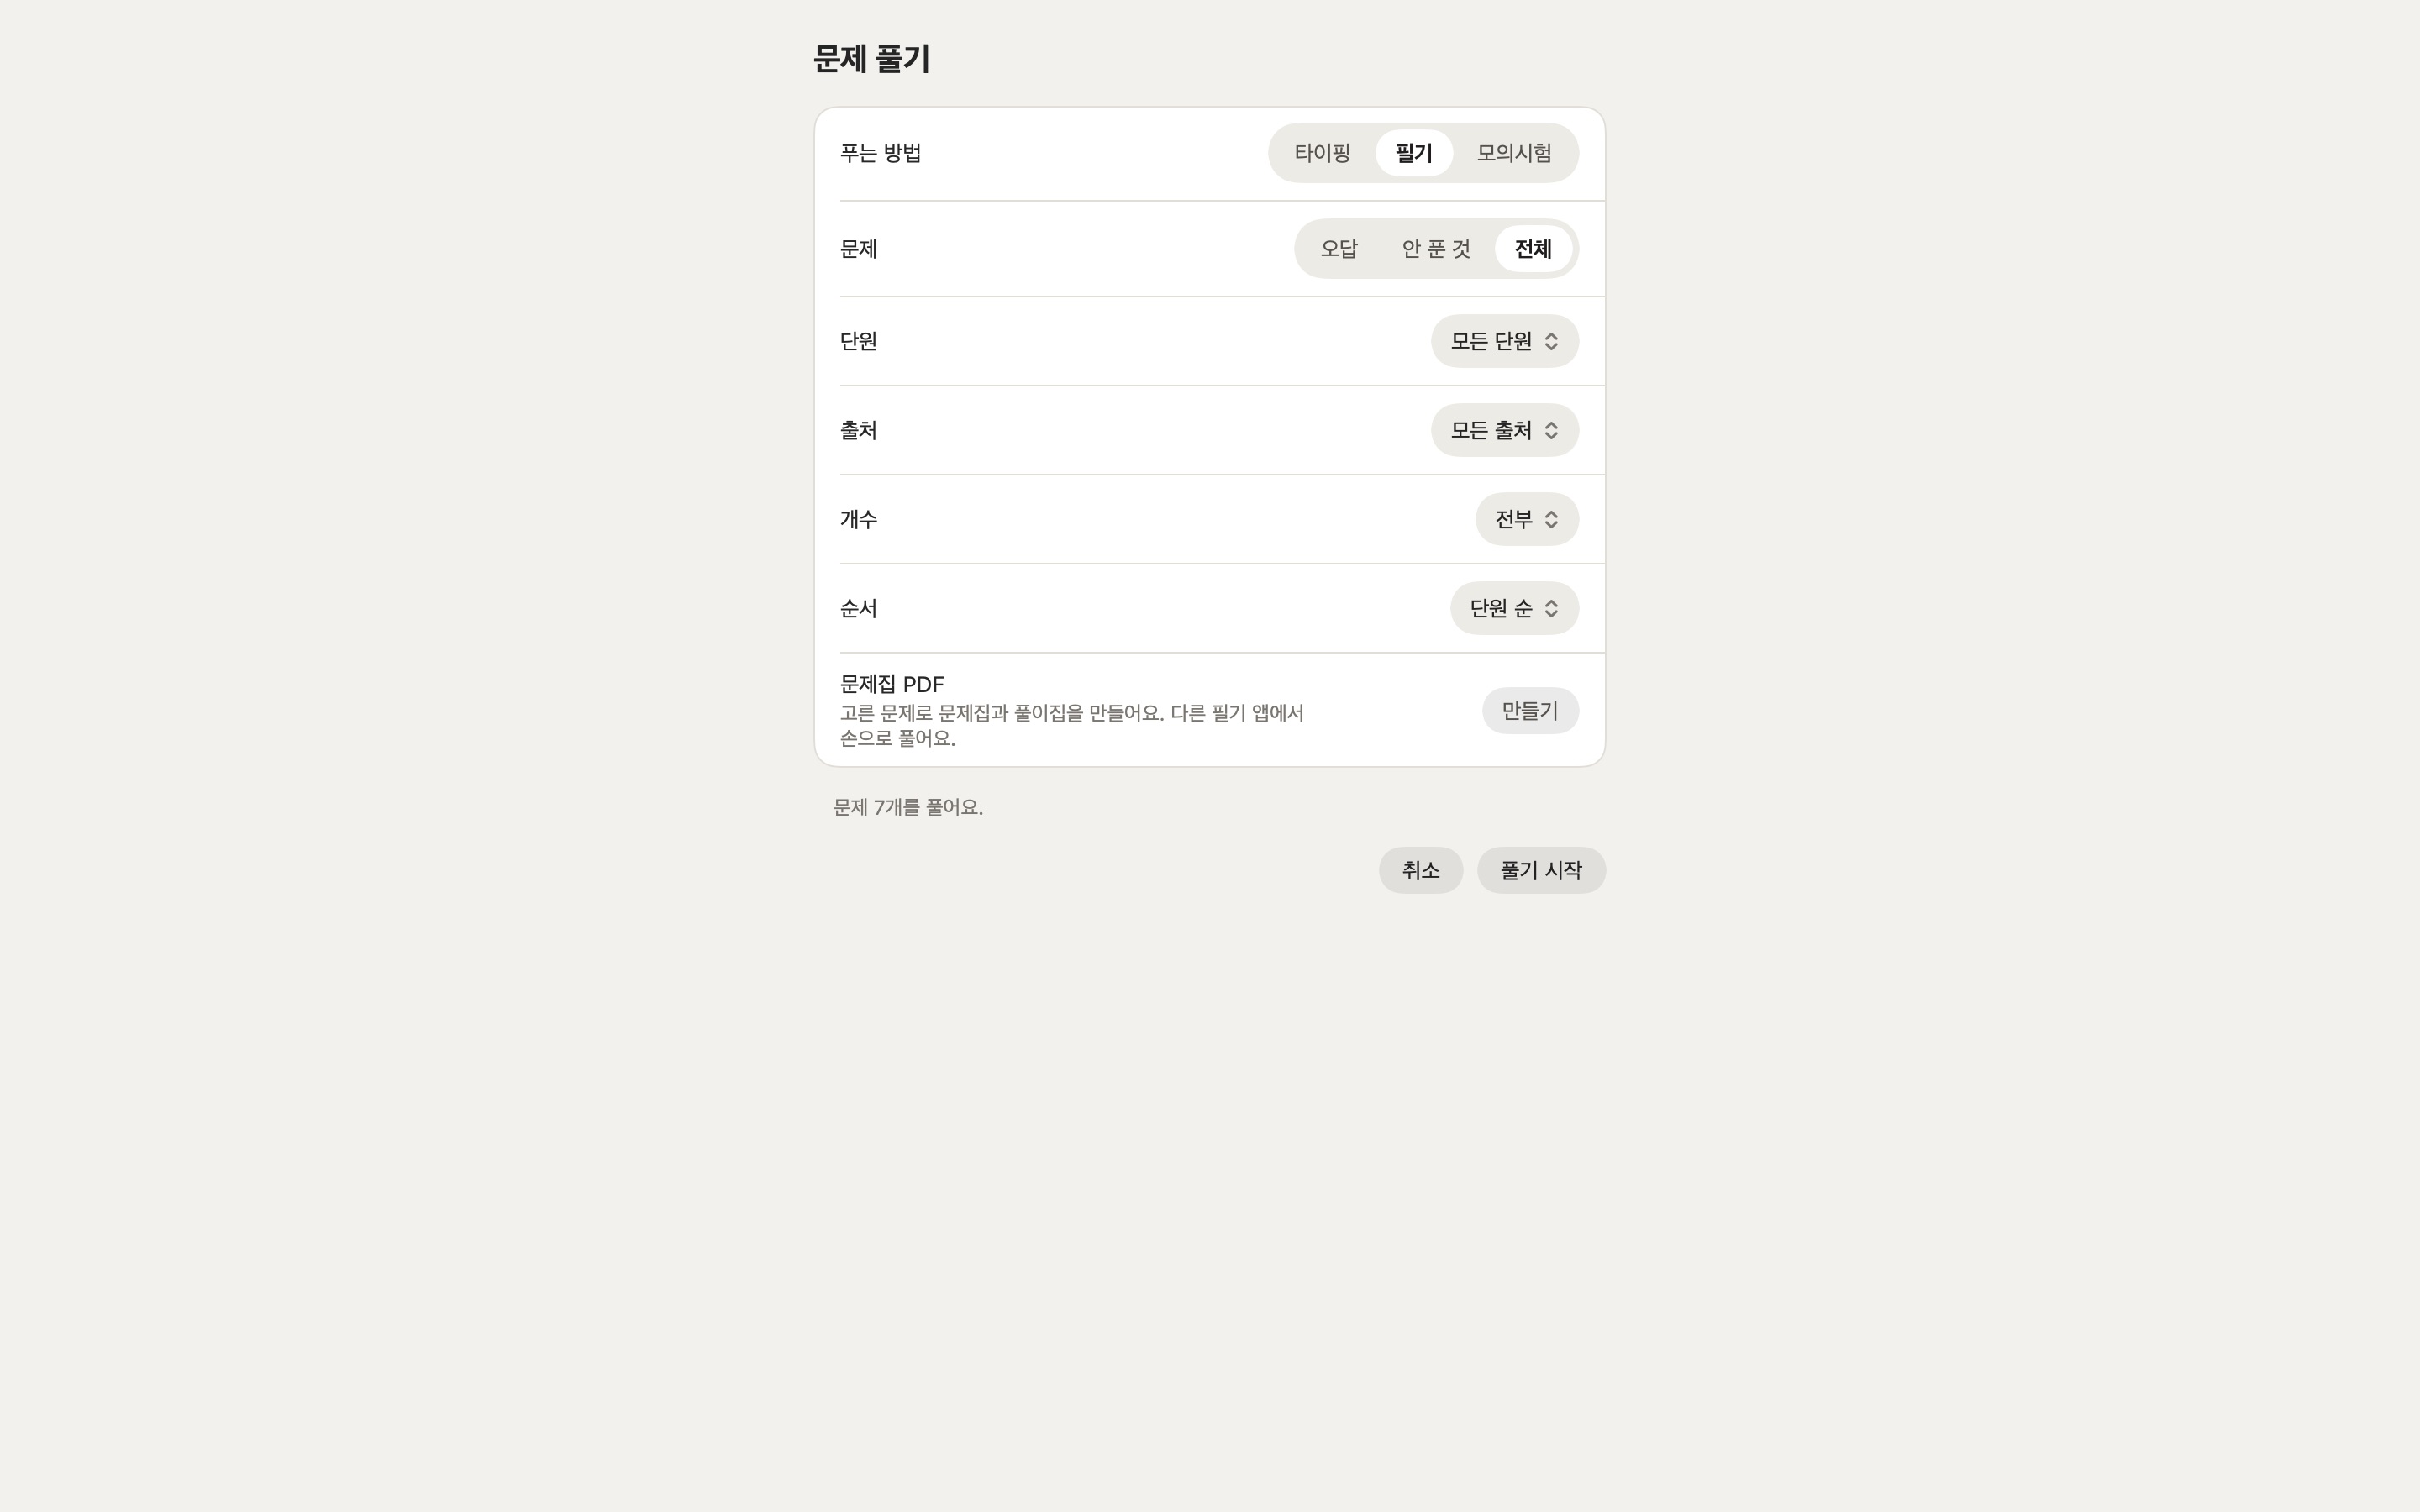 문제 풀기
푸는 방법
타이핑 필기 모의시험
문제
오답 안 푼 것 전체
단원
모든 단원
출처
모든 출처
개수
전부
순서
단원 순
문제집 PDF
고른 문제로 문제집과 풀이집을 만들어요. 다른 필기 앱에서
손으로 풀어요.
만들기
문제 7개를 풀어요.
취소 풀기 시작